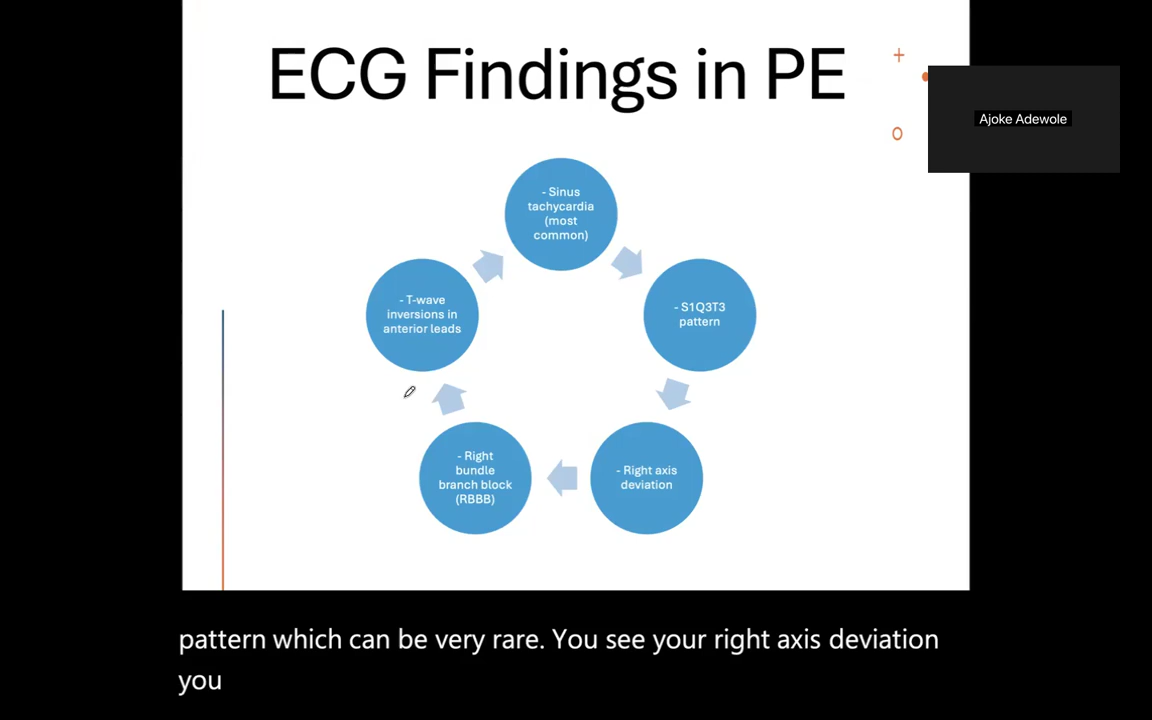 ECG Findings in PE
Ajoke Adewole
- Sinus
tachycardia
(most
common)
- S1Q3T3
pattern
- Right axis
deviation
- Right
bundle
branch block
(RBBB)
- T-wave
inversions in
anterior leads
pattern which can be very rare. You see your right axis deviation
you